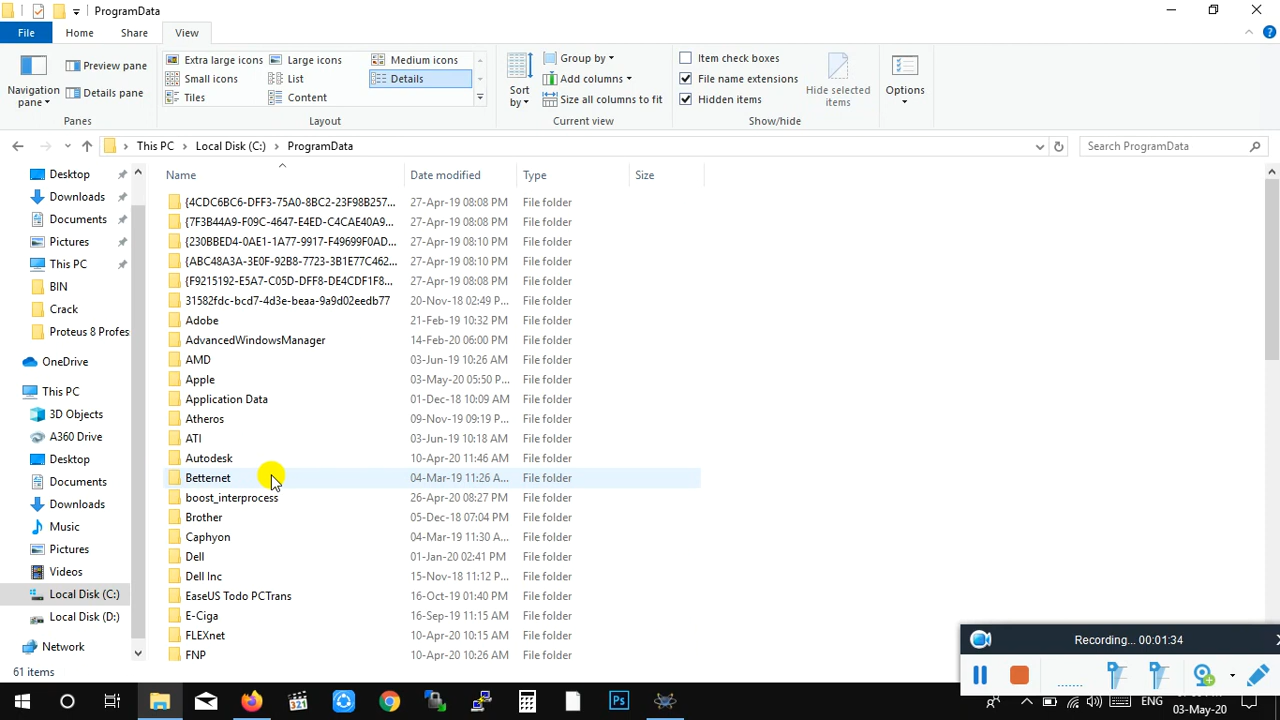 ProgramData
File Home Share View
Navigation pane
Preview pane
Details pane
Panes
Extra large icons Large icons Medium icons
Small icons List Details
Tiles Content
Layout
Sort by
Group by
Add columns
Size all columns to fit
Current view
Item check boxes
File name extensions
Hidden items
Hide selected items
Show/hide
Options
This PC Local Disk (C:) ProgramData
Search ProgramData
Desktop
Downloads
Documents
Pictures
This PC
BIN
Crack
Proteus 8 Profes
OneDrive
This PC
3D Objects
A360 Drive
Desktop
Documents
Downloads
Music
Pictures
Videos
Local Disk (C:)
Local Disk (D:)
Network
Name Date modified Type Size
{4CDC6BC6-DFF3-75A0-8BC2-23F98B257... 27-Apr-19 08:08 PM File folder
{7F3B44A9-F09C-4647-E4ED-C4CAE40A9... 27-Apr-19 08:08 PM File folder
{230BBED4-0AE1-1A77-9917-F49699F0AD... 27-Apr-19 08:10 PM File folder
{ABC48A3A-3E0F-92B8-7723-3B1E77C462... 27-Apr-19 08:10 PM File folder
{F9215192-E5A7-C05D-DFF8-DE4CDF1F8... 27-Apr-19 08:08 PM File folder
31582fdc-bcd7-4d3e-beaa-9a9d02eedb77 20-Nov-18 02:49 P... File folder
Adobe 21-Feb-19 10:32 PM File folder
AdvancedWindowsManager 14-Feb-20 06:00 PM File folder
AMD 03-Jun-19 10:26 AM File folder
Apple 03-May-20 05:50 P... File folder
Application Data 01-Dec-18 10:09 AM File folder
Atheros 09-Nov-19 09:19 P... File folder
ATI 03-Jun-19 10:18 AM File folder
Autodesk 10-Apr-20 11:46 AM File folder
Betternet 04-Mar-19 11:26 A... File folder
boost_interprocess 26-Apr-20 08:27 PM File folder
Brother 05-Dec-18 07:04 PM File folder
Caphyon 04-Mar-19 11:30 A... File folder
Dell 01-Jan-20 02:41 PM File folder
Dell Inc 15-Nov-18 11:12 P... File folder
EaseUS Todo PCTrans 16-Oct-19 01:40 PM File folder
E-Ciga 16-Sep-19 11:15 AM File folder
FLEXnet 10-Apr-20 10:15 AM File folder
FNP 10-Apr-20 10:26 AM File folder
61 items
Recording... 00:01:34
321
Ps
ENG
03-May-20